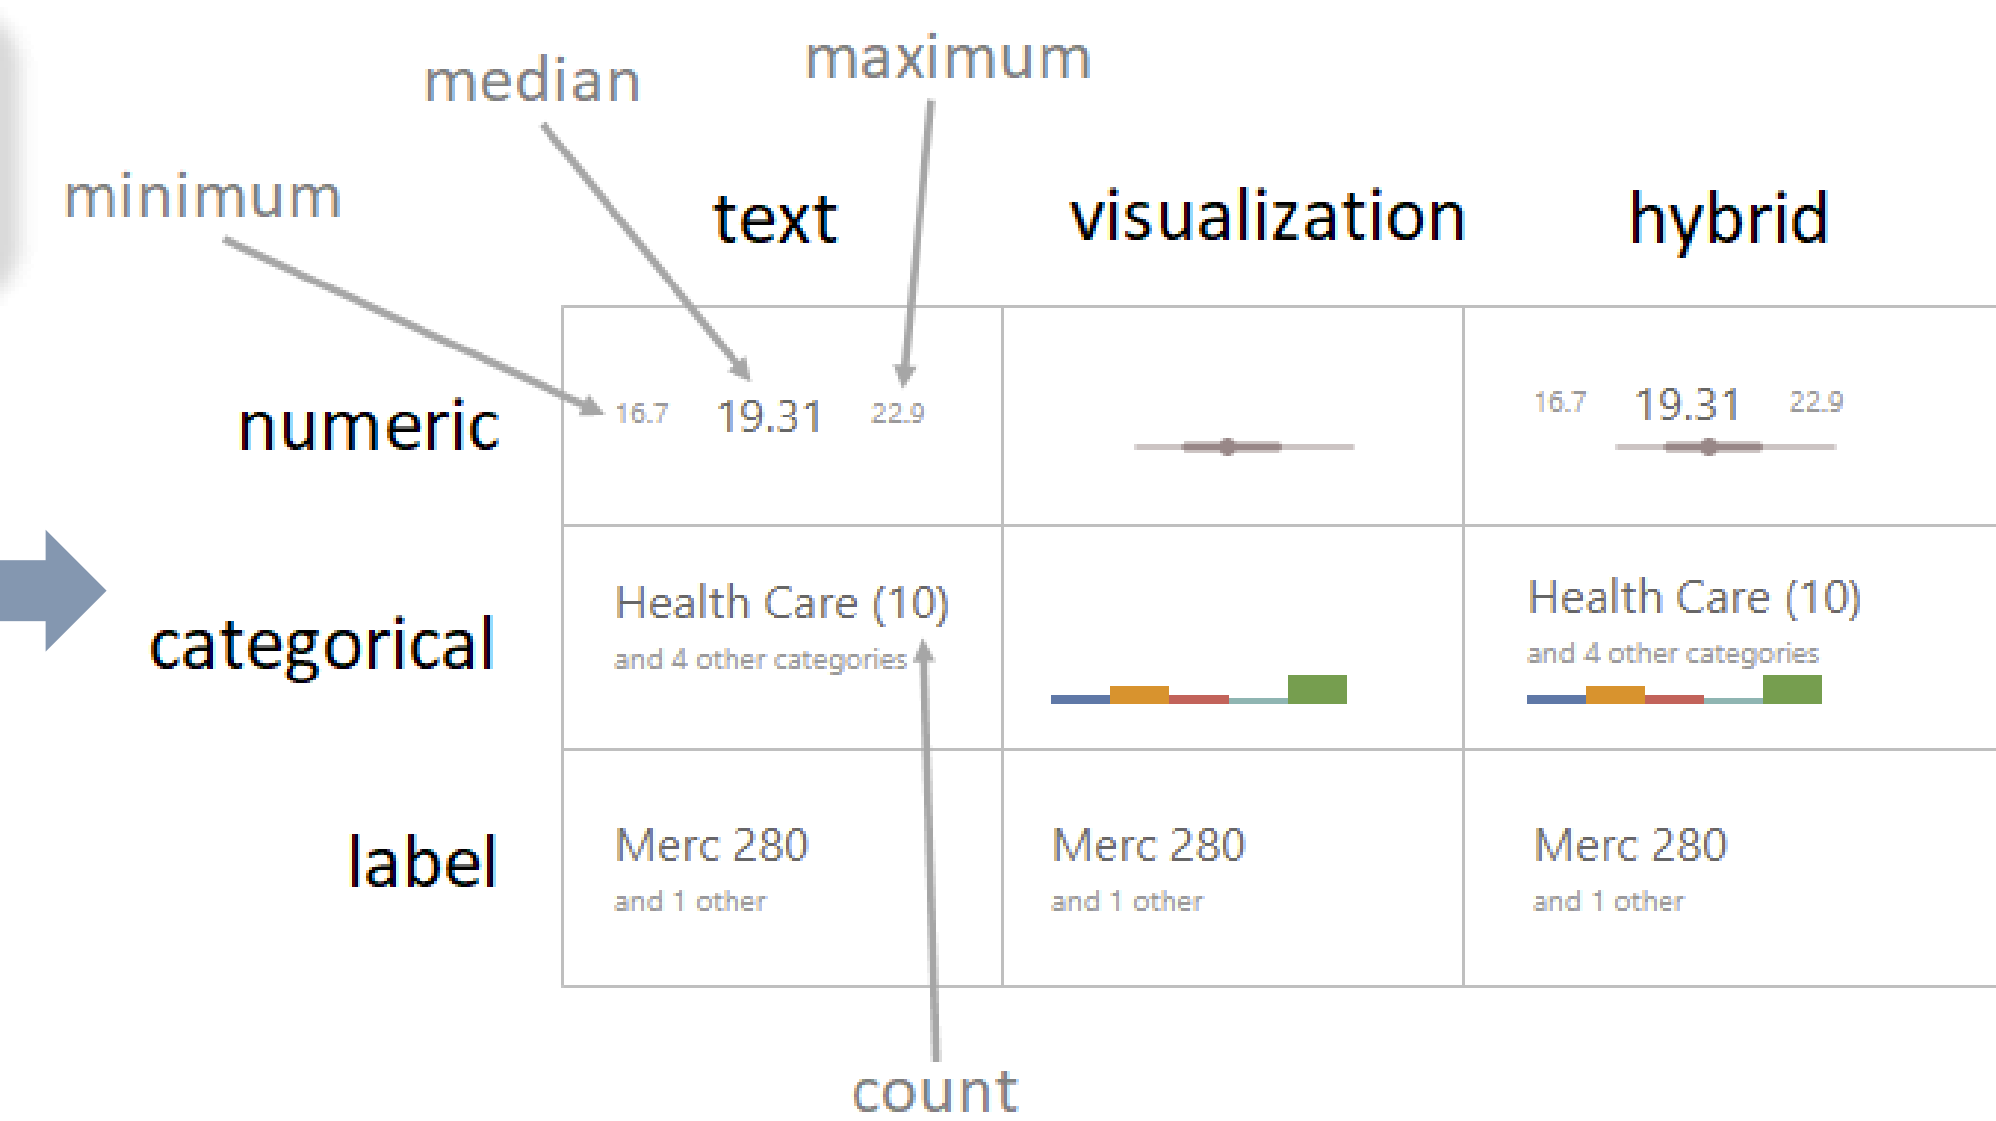 maximum
median
minimum
text visualization hybrid
numeric 16.7 19.31 22.9 16.7 19.31 22.9
categorical
Health Care (10) Health Care (10)
and 4 other categories and 4 other categories
label
Merc 280 Merc 280 Merc 280
and 1 other and 1 other and 1 other
count